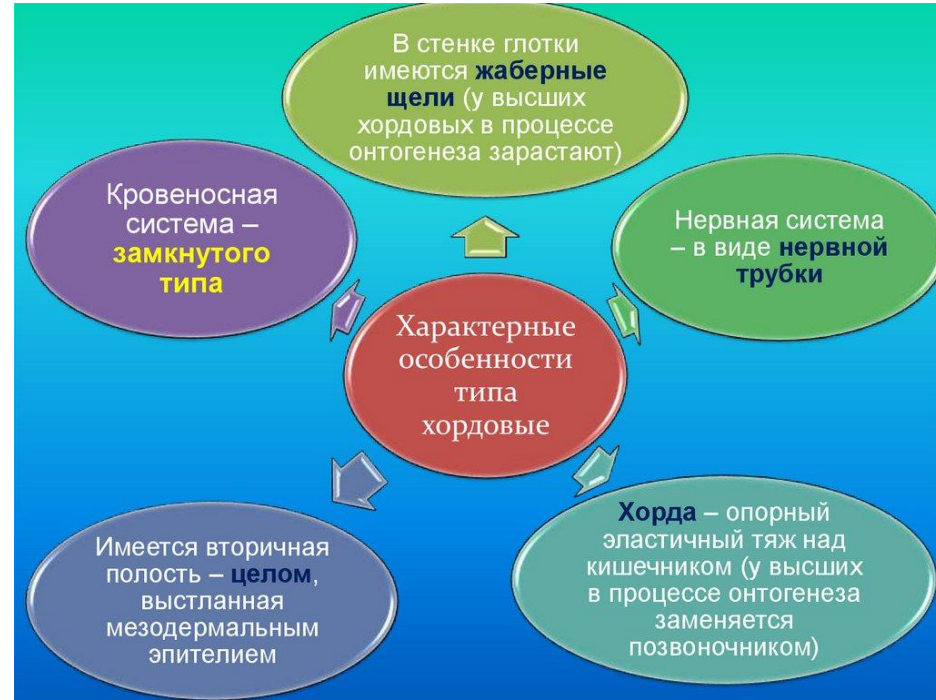 В стенке глотки
имеются жаберные
щели (у высших
хордовых в процессе
онтогенеза зарастают)
Кровеносная
система –
замкнутого
типа
Нервная система
– в виде нервной
трубки
Характерные
особенности
типа
хордовые
Имеется вторичная
полость – целом,
выстланная
мезодермальным
эпителием
Хорда – опорный
эластичный тяж над
кишечником (у высших
в процессе онтогенеза
заменяется
позвоночником)